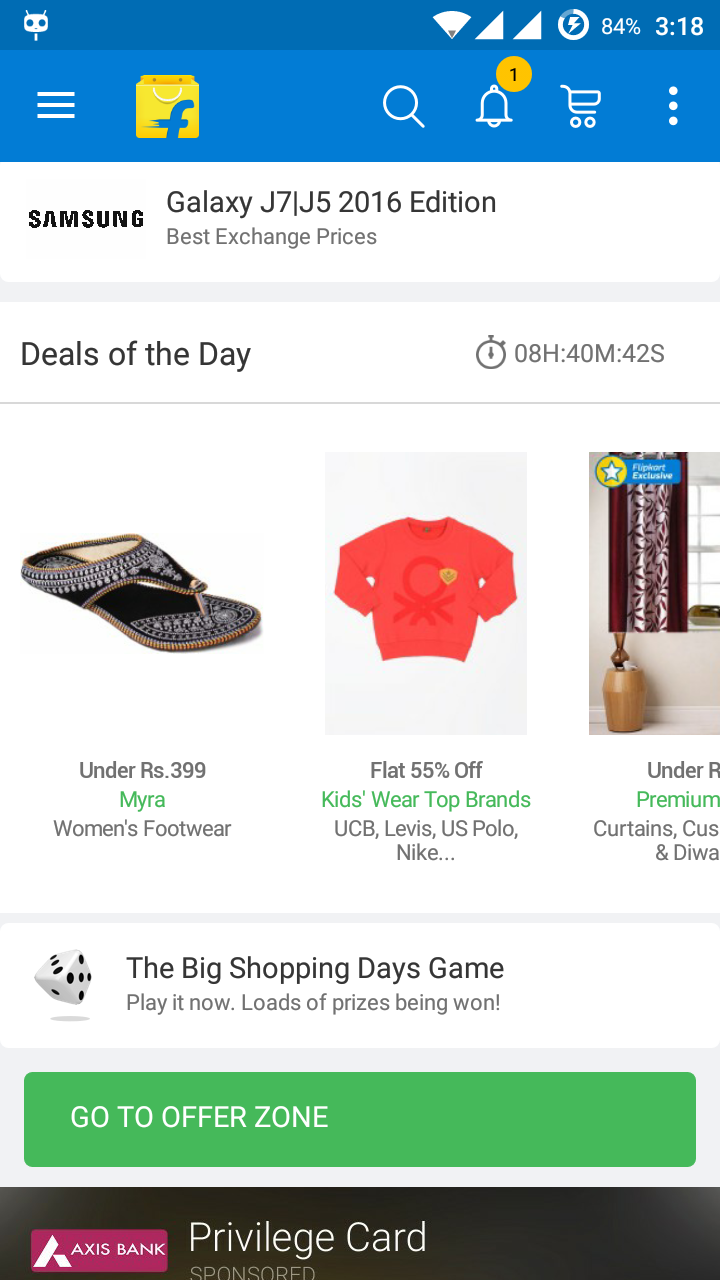 84% 3:18
1
SAMSUNG
Galaxy J7|J5 2016 Edition
Best Exchange Prices
Deals of the Day
08H:40M:42S
Flipkart
Exclusive
Under Rs.399
Myra
Women's Footwear
Flat 55% Off
Kids' Wear Top Brands
UCB, Levis, US Polo,
Nike...
Under R
Premium
Curtains, Cus
& Diwa
The Big Shopping Days Game
Play it now. Loads of prizes being won!
GO TO OFFER ZONE
AXIS BANK
Privilege Card
SPONSORED